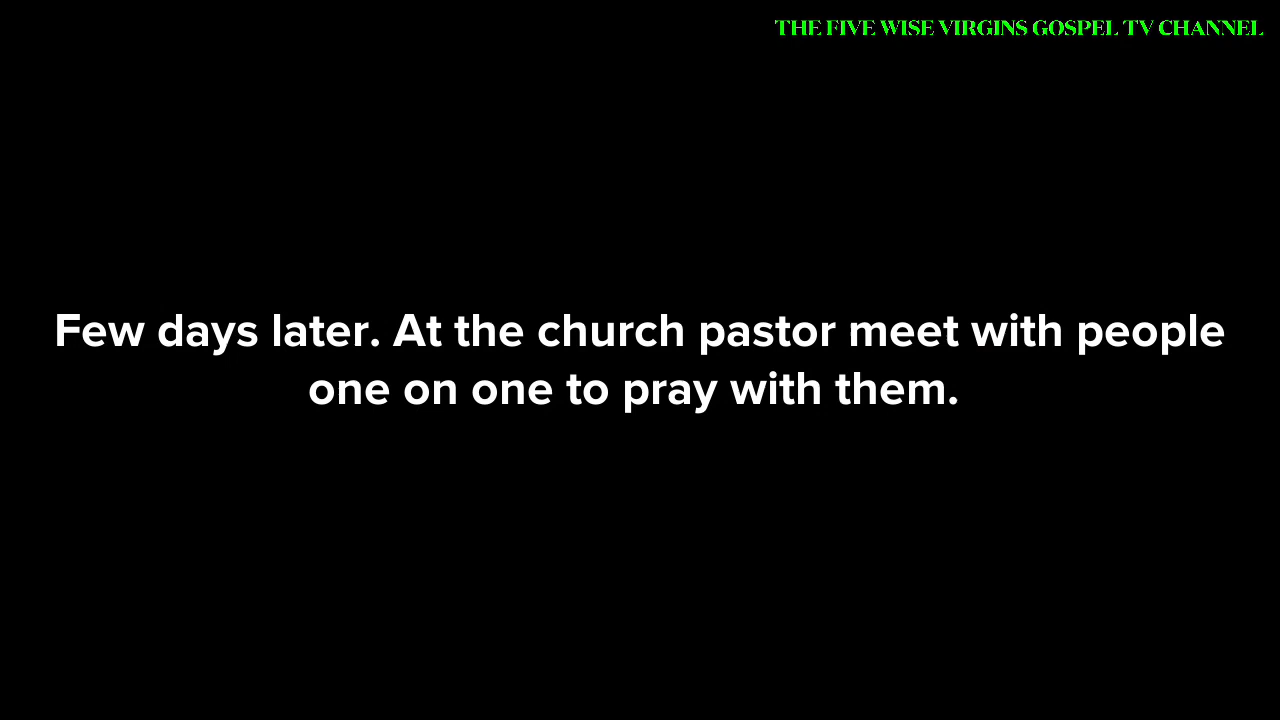 THE FIVE WISE VIRGINS GOSPEL TV CHANNEL
Few days later. At the church pastor meet with people
one on one to pray with them.